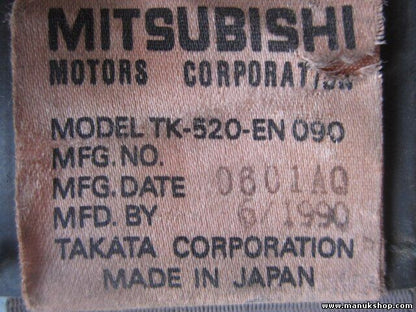 MITSUBISHI
MOTORS CORPORATION
MODEL TK-520-EN 090
MFG. NO.
MFG. DATE 0601AQ
MFD. BY 6/1990
TAKATA CORPORATION
MADE IN JAPAN
www.manukshop.com